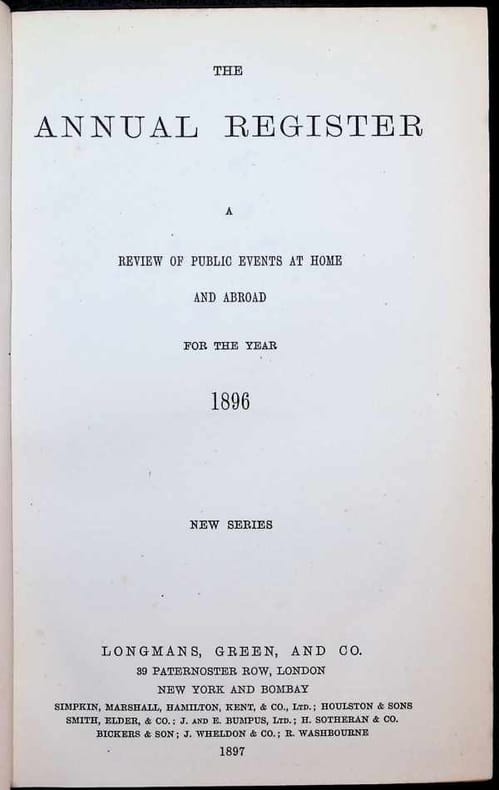 THE
ANNUAL REGISTER
A
REVIEW OF PUBLIC EVENTS AT HOME
AND ABROAD
FOR THE YEAR
1896
NEW SERIES
LONGMANS, GREEN, AND CO.
39 PATERNOSTER ROW, LONDON
NEW YORK AND BOMBAY
SIMPKIN, MARSHALL, HAMILTON, KENT, & CO., LTD.; HOULSTON & SONS
SMITH, ELDER, & CO.; J. AND E. BUMPUS, LTD.; H. SOTHERAN & CO.
BICKERS & SON; J. WHELDON & CO.; R. WASHBOURNE
1897